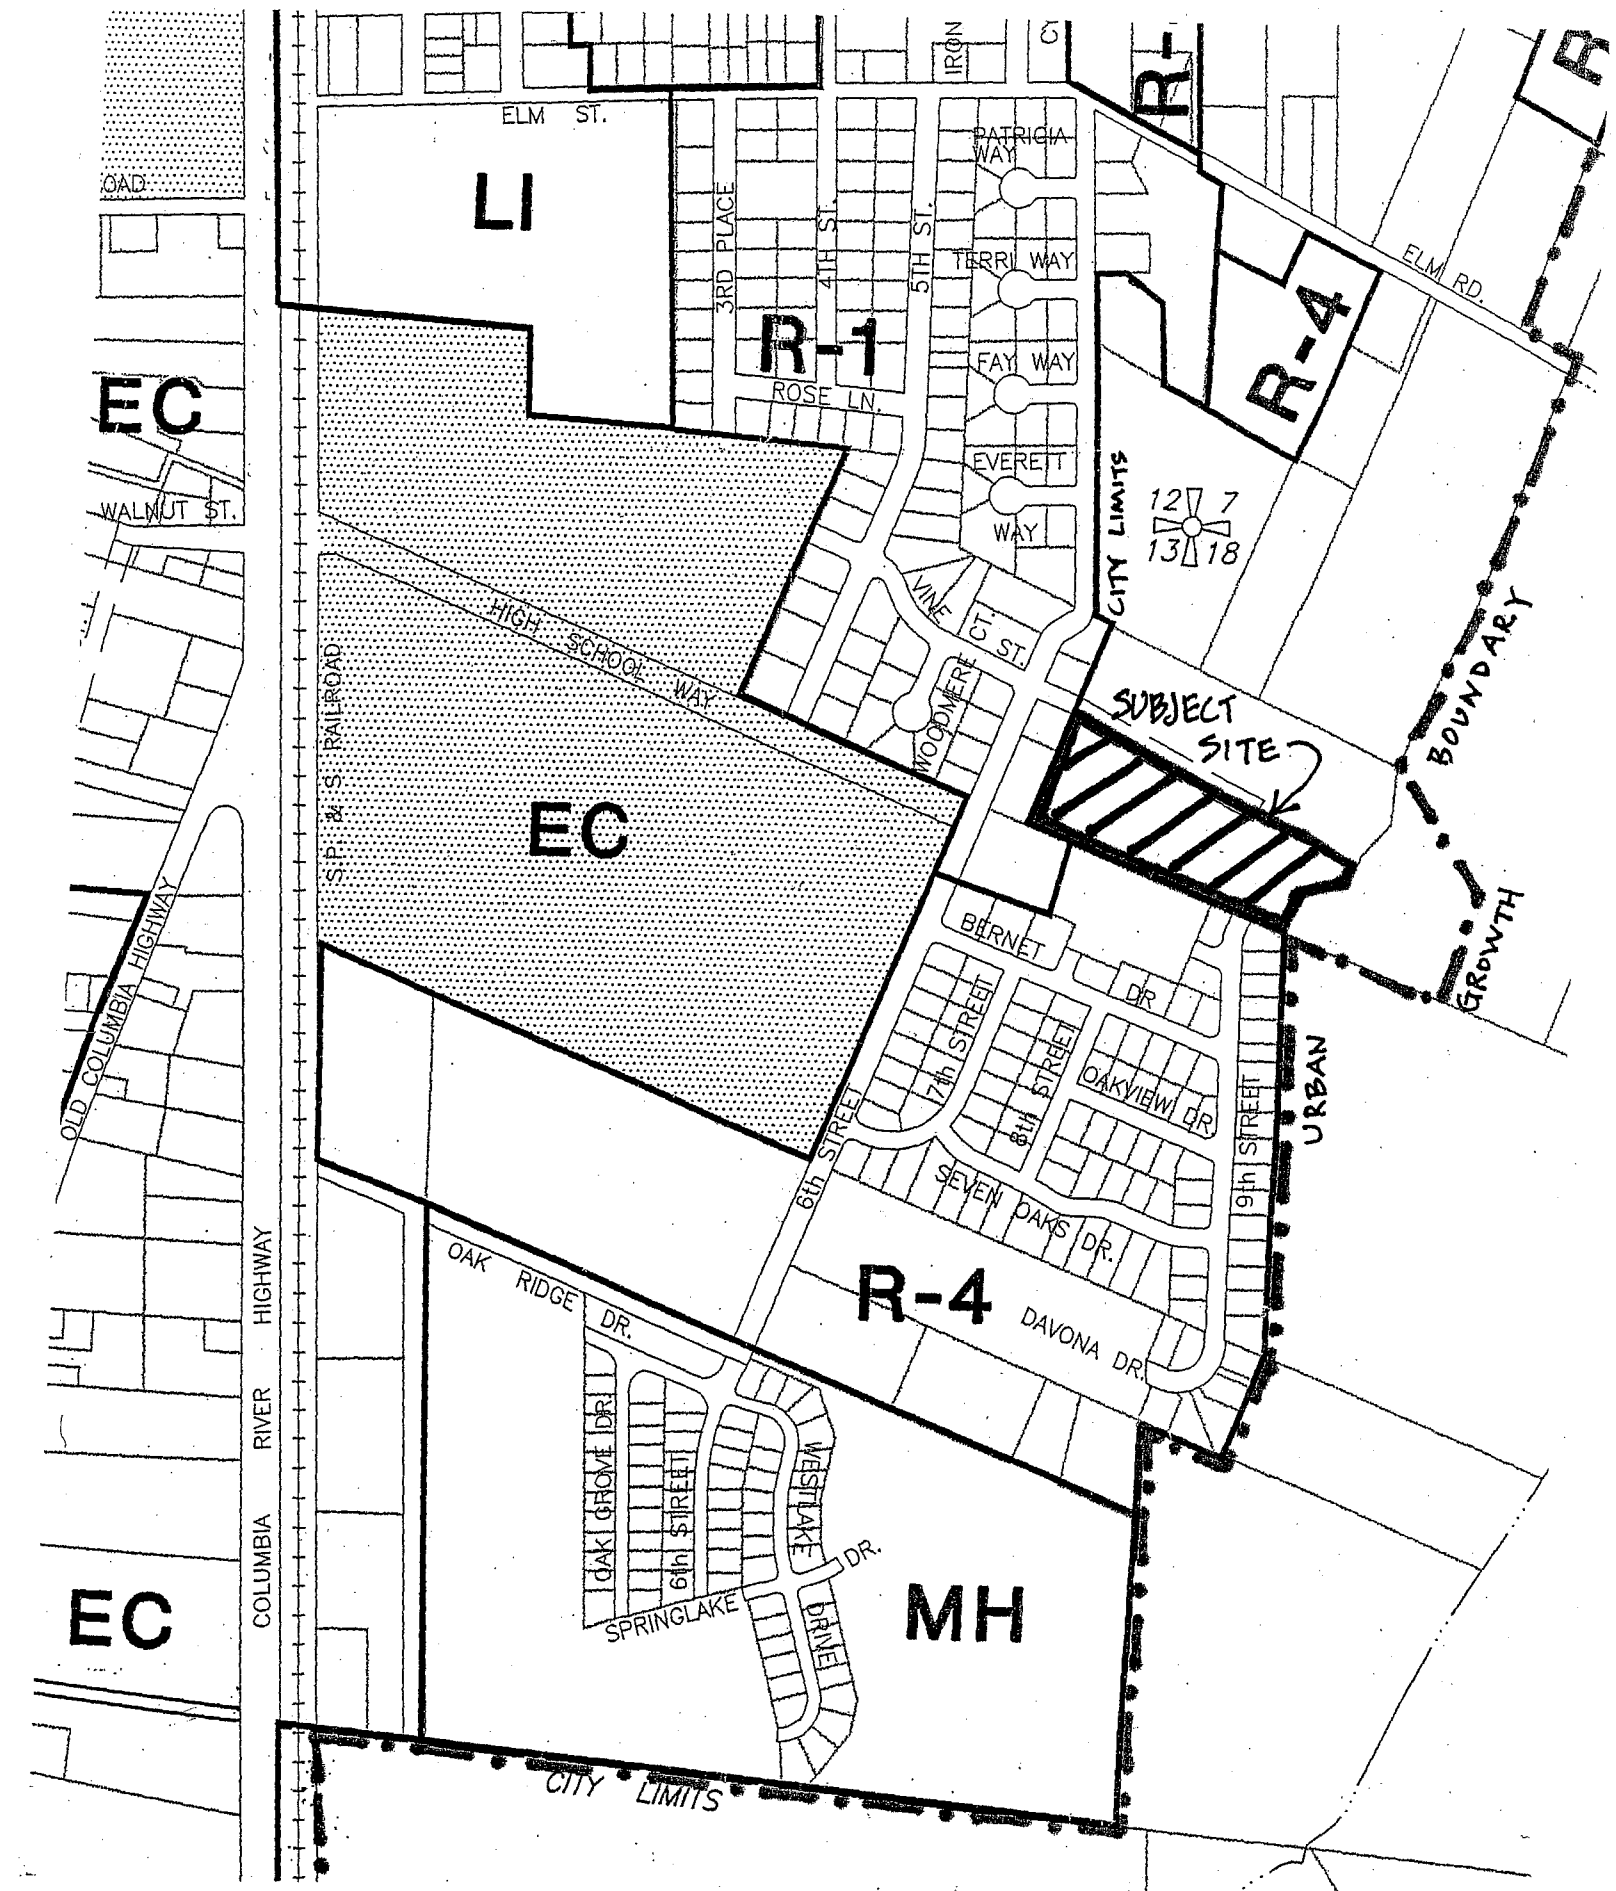 IRON
CY
R-
R
ELM ST.
PATRICIA
WAY
OAD
LI
3RD PLACE
4TH ST.
5TH ST.
TERRI WAY
ELM RD.
R-1
R-4
FAY WAY
EC
ROSE LN.
EVERETT
WAY
CITY LIMITS
12 7
13 18
WALNUT ST.
HIGH SCHOOL WAY
VINE ST.
CT.
WOODMERE
S.P. & S RAILROAD
SUBJECT
SITE
BOUNDARY
EC
OLD COLUMBIA HIGHWAY
BERNET DR
GROWTH
7th STREET
8th STREET
OAKVIEW DR.
9th STREET
URBAN
6th STREET
SEVEN OAKS DR.
COLUMBIA RIVER HIGHWAY
OAK RIDGE DR.
R-4
DAVONA DR.
OAK GROVE DR
6th STREET
WESTLAKE
DRIVE
SPRINGLAKE DR.
EC
MH
CITY LIMITS